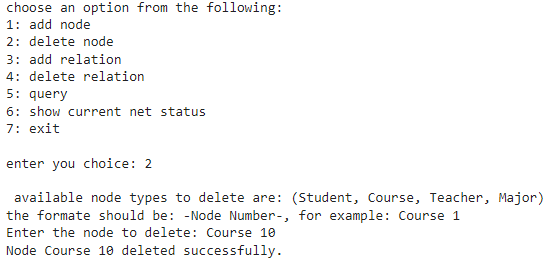 choose an option from the following:
1: add node
2: delete node
3: add relation
4: delete relation
5: query
6: show current net status
7: exit
enter you choice: 2
available node types to delete are: (Student, Course, Teacher, Major)
the formate should be: -Node Number-, for example: Course 1
Enter the node to delete: Course 10
Node Course 10 deleted successfully.